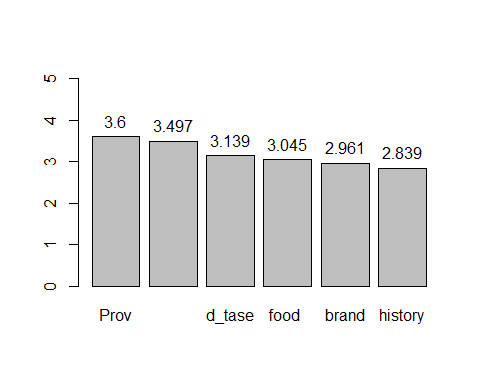 5
4
3
2
1
0
3.6
3.497
3.139
3.045
2.961
2.839
Prov
d_tase
food
brand
history